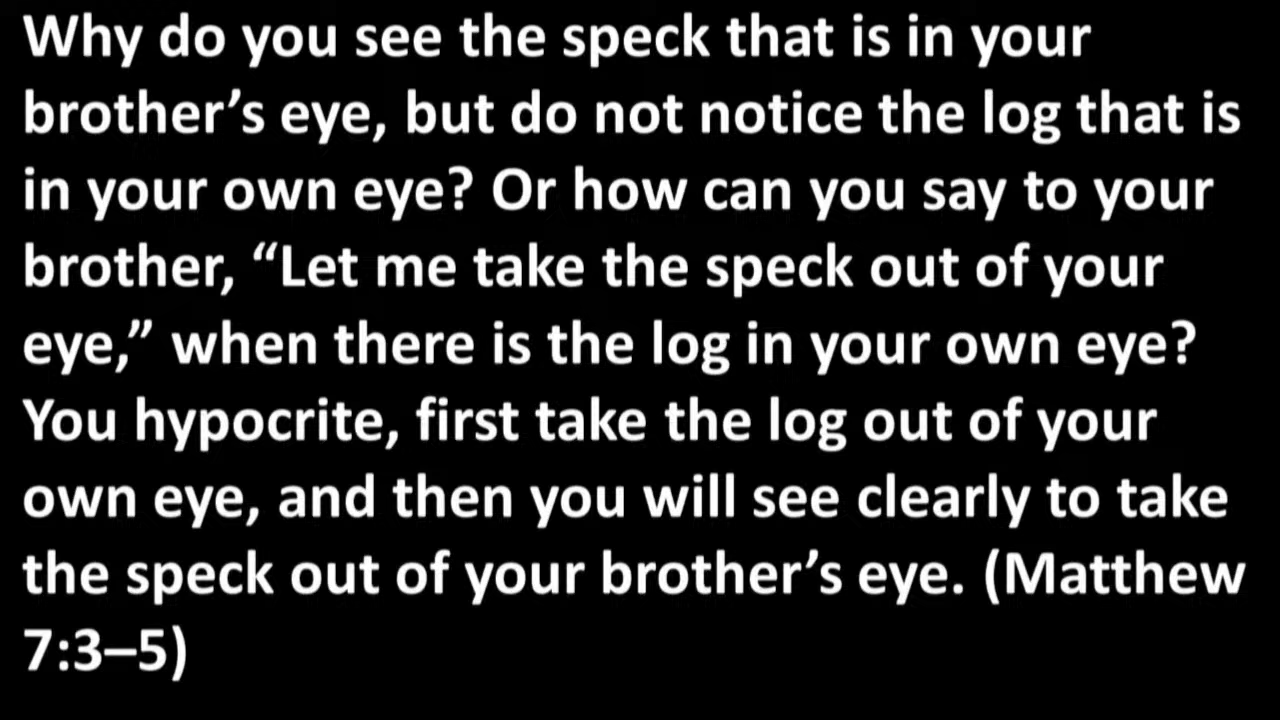 Why do you see the speck that is in your
brother’s eye, but do not notice the log that is
in your own eye? Or how can you say to your
brother, “Let me take the speck out of your
eye,” when there is the log in your own eye?
You hypocrite, first take the log out of your
own eye, and then you will see clearly to take
the speck out of your brother’s eye. (Matthew
7:3–5)